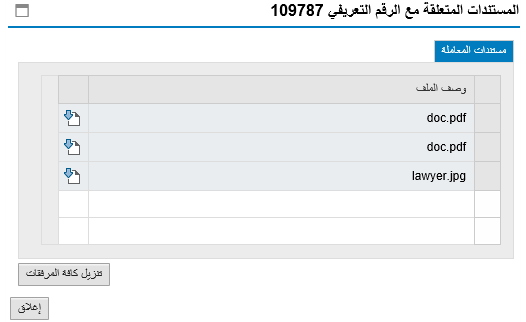 المستندات المتعلقة مع الرقم التعريفي 109787
مستندات المعاملة
وصف الملف
doc.pdf
doc.pdf
lawyer.jpg
تنزيل كافة المرفقات
إغلاق